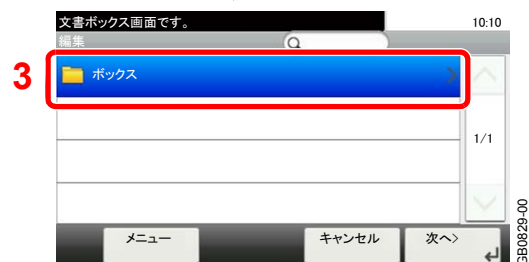 文書ボックス画面です。
10:10
編集
3
ボックス
1/1
メニュー
キャンセル
次へ>
GB0829-00